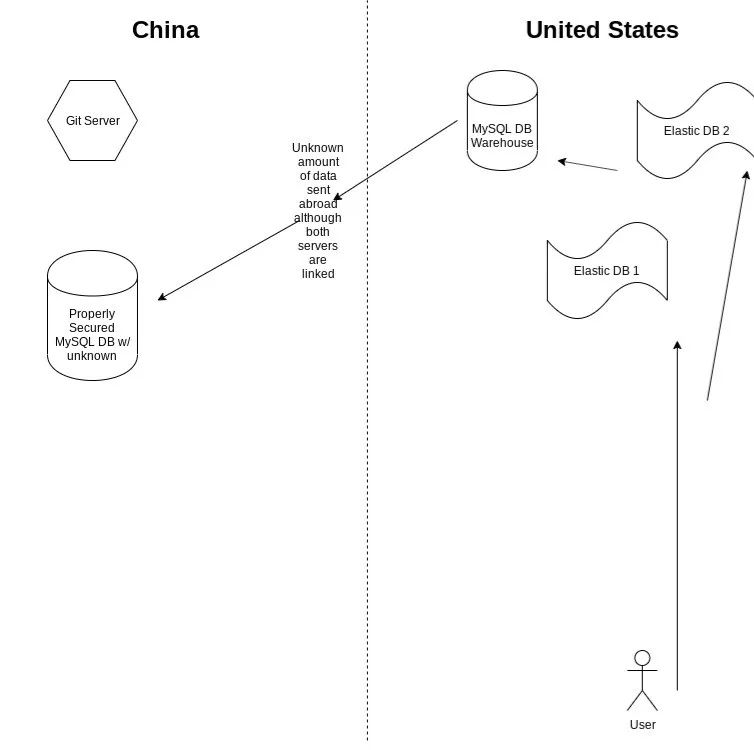 China
United States
Git Server
MySQL DB
Warehouse
Elastic DB 2
Unknown
amount
of data
sent
abroad
although
both
servers
are
linked
Elastic DB 1
Properly
Secured
MySQL DB w/
unknown
User